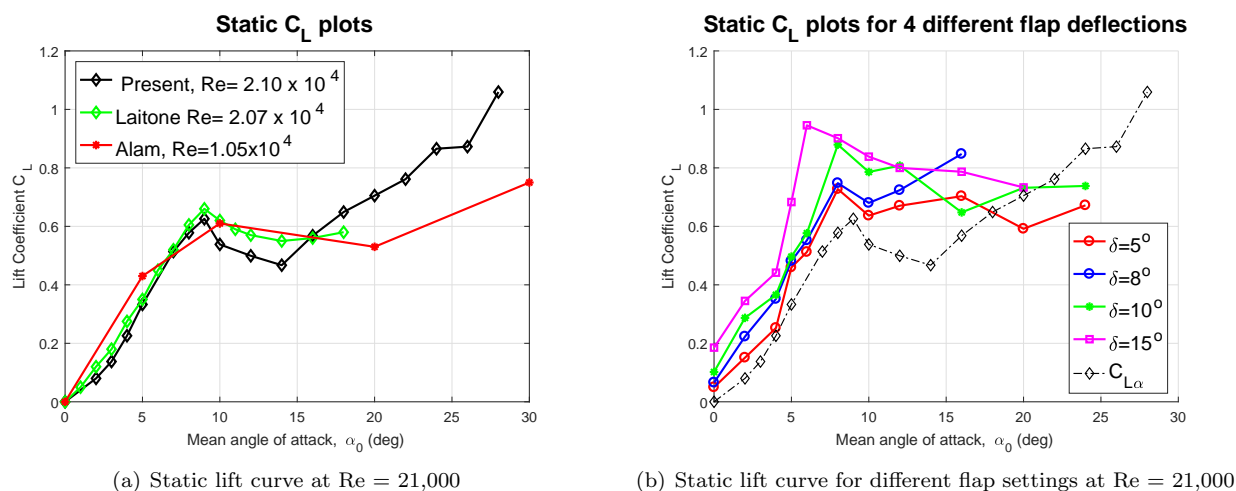 Static C_L plots
1.2
1
0.8
0.6
0.4
0.2
0
Lift Coefficient C_L
Present, Re= 2.10 x 10^4
Laitone Re= 2.07 x 10^4
Alam, Re=1.05x10^4
0 5 10 15 20 25 30
Mean angle of attack, α_0 (deg)
(a) Static lift curve at Re = 21,000
Static C_L plots for 4 different flap deflections
1.2
1
0.8
0.6
0.4
0.2
0
Lift Coefficient C_L
δ=5°
δ=8°
δ=10°
δ=15°
C_Lα
0 5 10 15 20 25 30
Mean angle of attack, α_0 (deg)
(b) Static lift curve for different flap settings at Re = 21,000